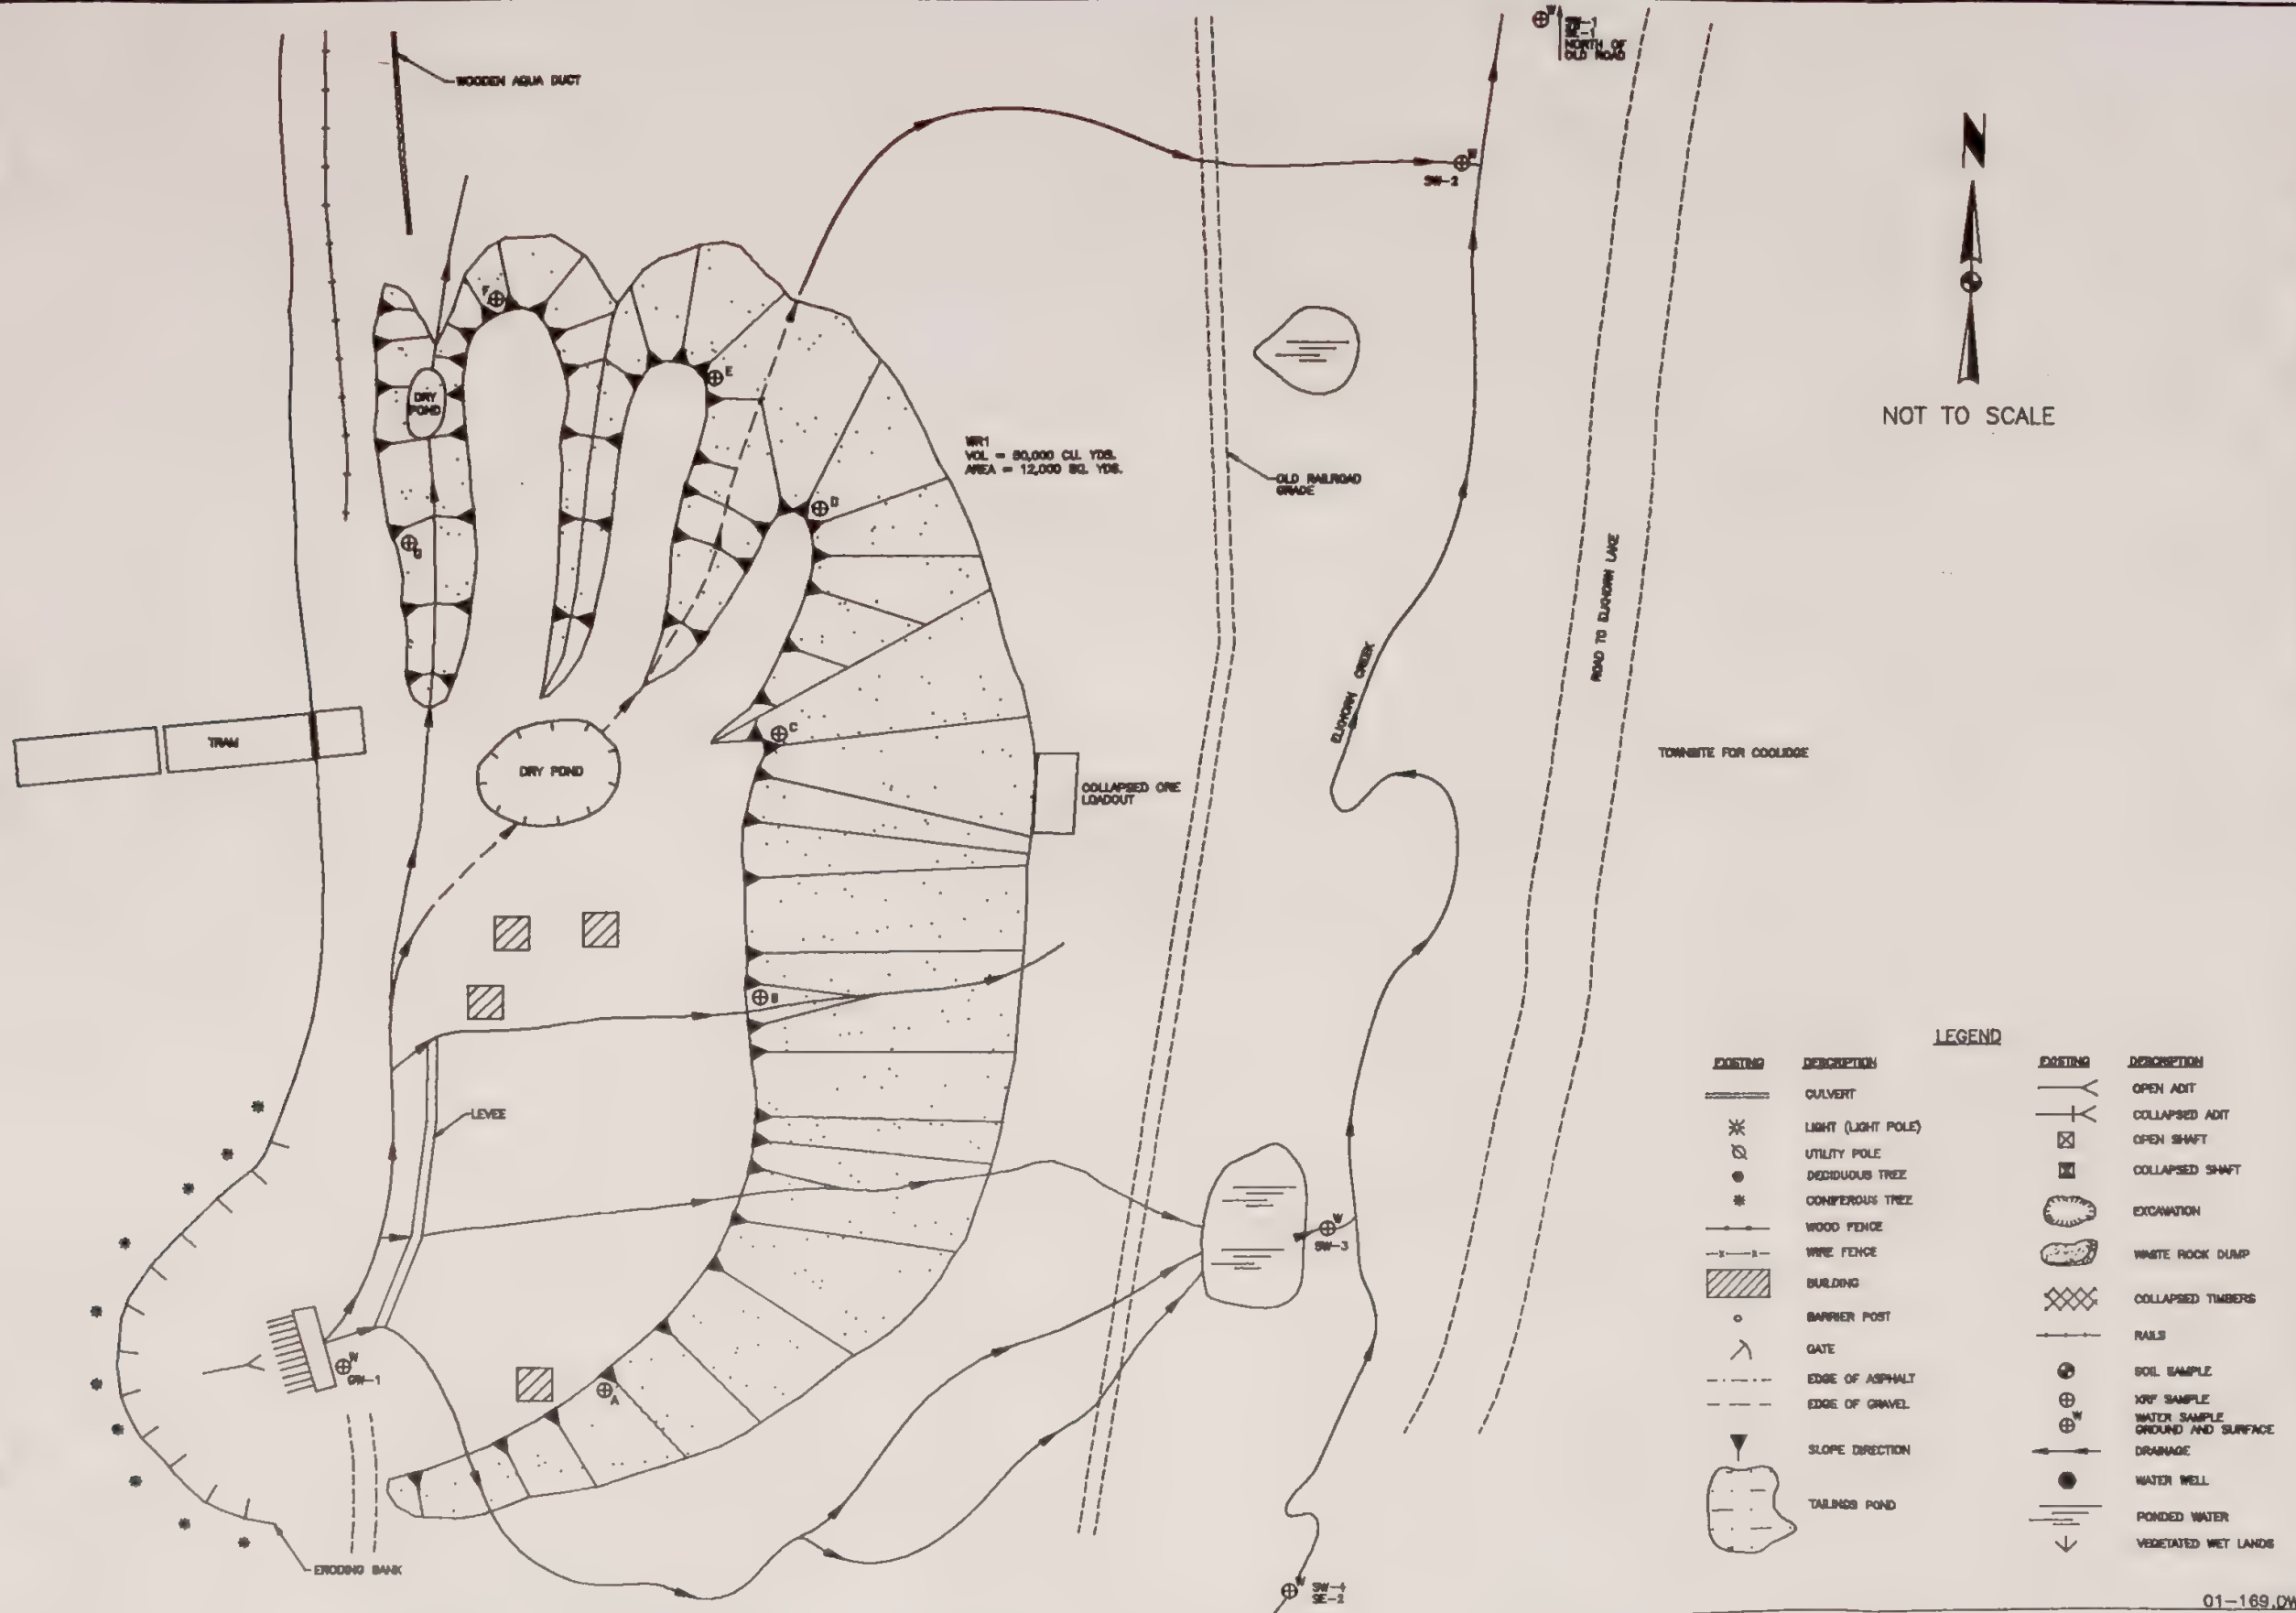 W
SW-1
SE-1
NORTH OF
OLD ROAD
WOODEN AQUA DUCT
N
W
SW-2
NOT TO SCALE
F
DRY
POND
E
WR1
VOL = 50,000 CU. YDS.
AREA = 12,000 SQ. YDS.
D
OLD RAILROAD
GRADE
G
ROAD TO ELKHORN LAKE
ELKHORN CREEK
C
TRAM
DRY POND
COLLAPSED ORE
LOADOUT
TOWNSITE FOR COOLIDGE
B
LEVEE
W
SW-3
W
GW-1
A
ERODING BANK
W
SW-4
SE-2
LEGEND
EXISTING DESCRIPTION
CULVERT
LIGHT (LIGHT POLE)
UTILITY POLE
DECIDUOUS TREE
CONIFEROUS TREE
WOOD FENCE
WIRE FENCE
BUILDING
BARRIER POST
GATE
EDGE OF ASPHALT
EDGE OF GRAVEL
SLOPE DIRECTION
TAILINGS POND
EXISTING DESCRIPTION
OPEN ADIT
COLLAPSED ADIT
OPEN SHAFT
COLLAPSED SHAFT
EXCAVATION
WASTE ROCK DUMP
COLLAPSED TIMBERS
RAILS
SOIL SAMPLE
XRF SAMPLE
W
WATER SAMPLE
GROUND AND SURFACE
DRAINAGE
WATER WELL
PONDED WATER
VEGETATED WET LANDS
01-169.DW